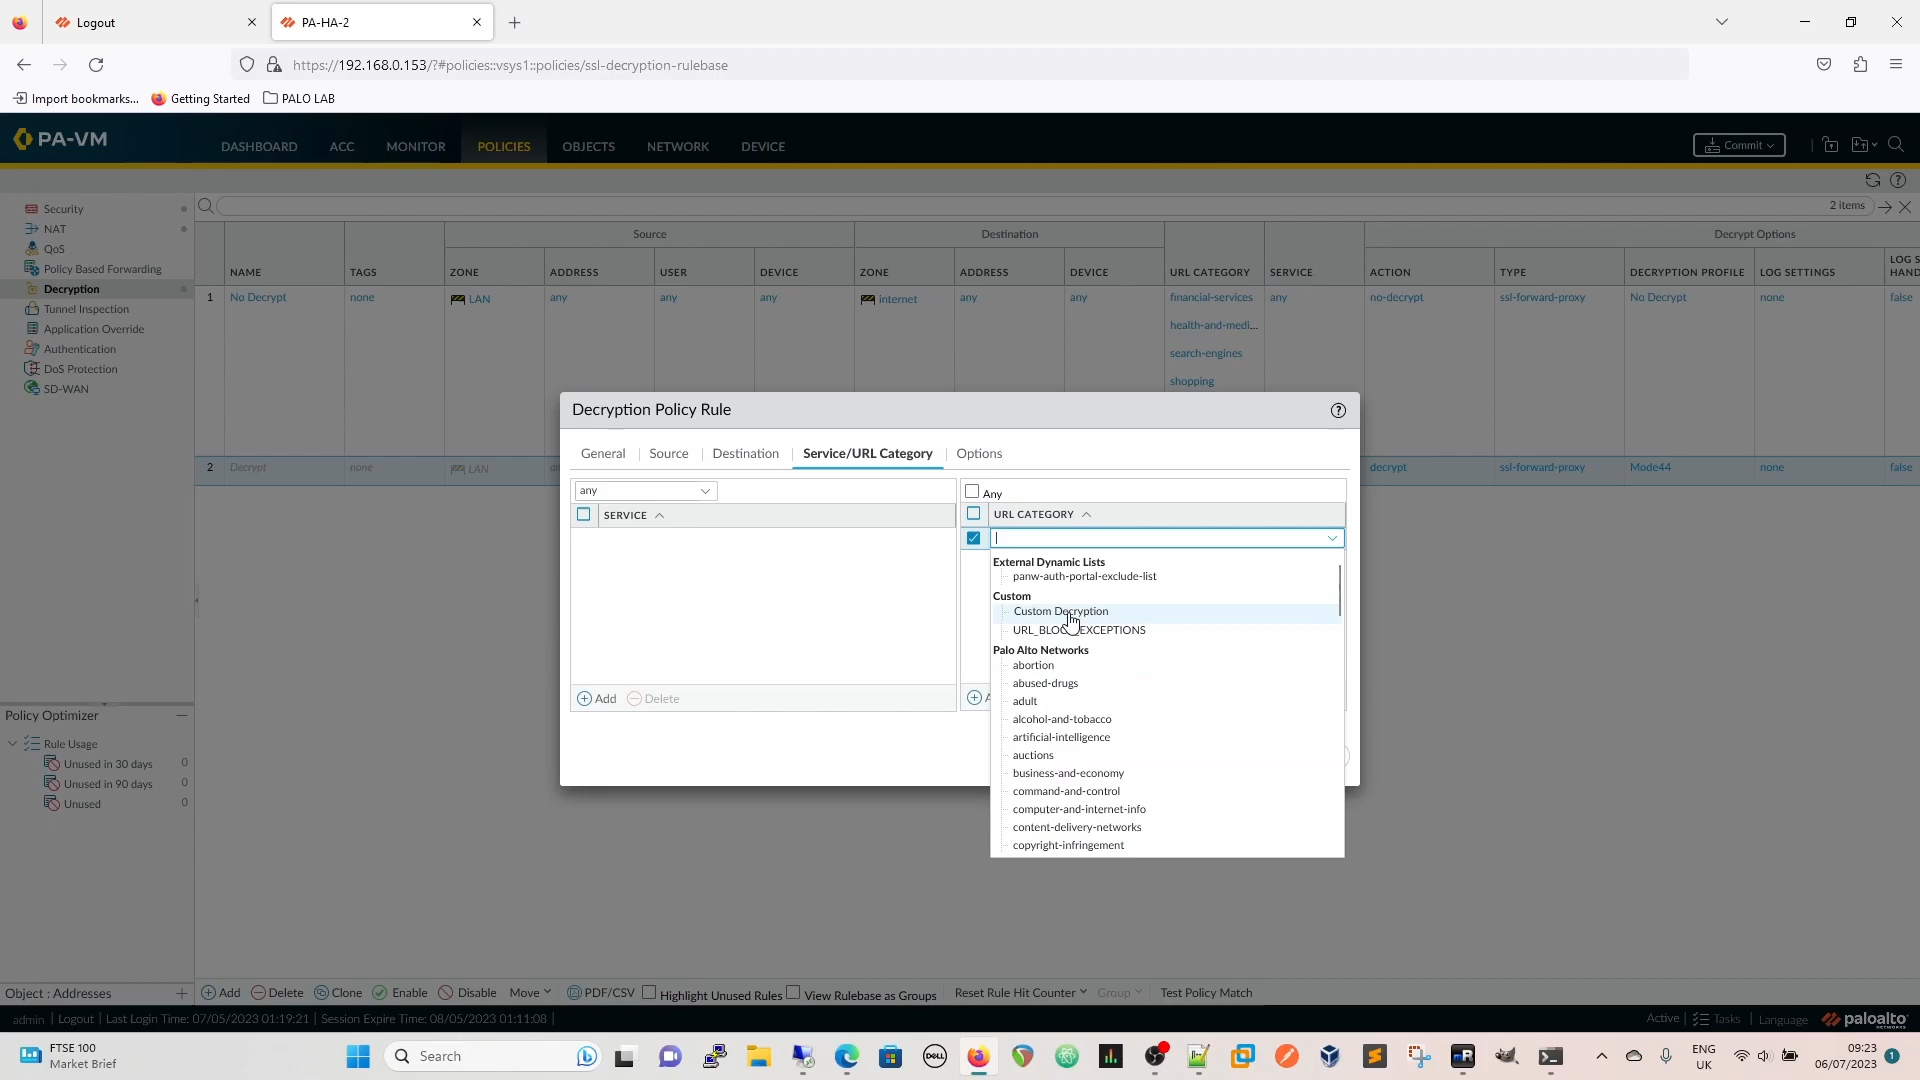 Logout
PA-HA-2
https://192.168.0.153/?#policies::vsys1::policies/ssl-decryption-rulebase
Import bookmarks... Getting Started PALO LAB
PA-VM
DASHBOARD ACC MONITOR POLICIES OBJECTS NETWORK DEVICE
Commit
2 items
Security
NAT
QoS
Policy Based Forwarding
Decryption
Tunnel Inspection
Application Override
Authentication
DoS Protection
SD-WAN
Source Destination Decrypt Options
NAME TAGS ZONE ADDRESS USER DEVICE ZONE ADDRESS DEVICE URL CATEGORY SERVICE ACTION TYPE DECRYPTION PROFILE LOG SETTINGS LOG S
HAND
1 No Decrypt none LAN any any any internet any any financial-services any no-decrypt ssl-forward-proxy No Decrypt none false
health-and-medi...
search-engines
shopping
2 Decrypt none LAN decrypt ssl-forward-proxy Mode44 none false
Decryption Policy Rule
General Source Destination Service/URL Category Options
any
SERVICE
Add Delete
Any
URL CATEGORY
External Dynamic Lists
panw-auth-portal-exclude-list
Custom
Custom Decryption
URL_BLOC EXCEPTIONS
Palo Alto Networks
abortion
abused-drugs
adult
alcohol-and-tobacco
artificial-intelligence
auctions
business-and-economy
command-and-control
computer-and-internet-info
content-delivery-networks
copyright-infringement
Policy Optimizer
Rule Usage
Unused in 30 days 0
Unused in 90 days 0
Unused 0
Object : Addresses
Add Delete Clone Enable Disable Move PDF/CSV Highlight Unused Rules View Rulebase as Groups Reset Rule Hit Counter Group Test Policy Match
admin | Logout | Last Login Time: 07/05/2023 01:19:21 | Session Expire Time: 08/05/2023 01:11:08 |
Active | Tasks | Language paloalto
NETWORKS
FTSE 100
Market Brief
Search
DELL
ENG
UK
09:23
06/07/2023
1